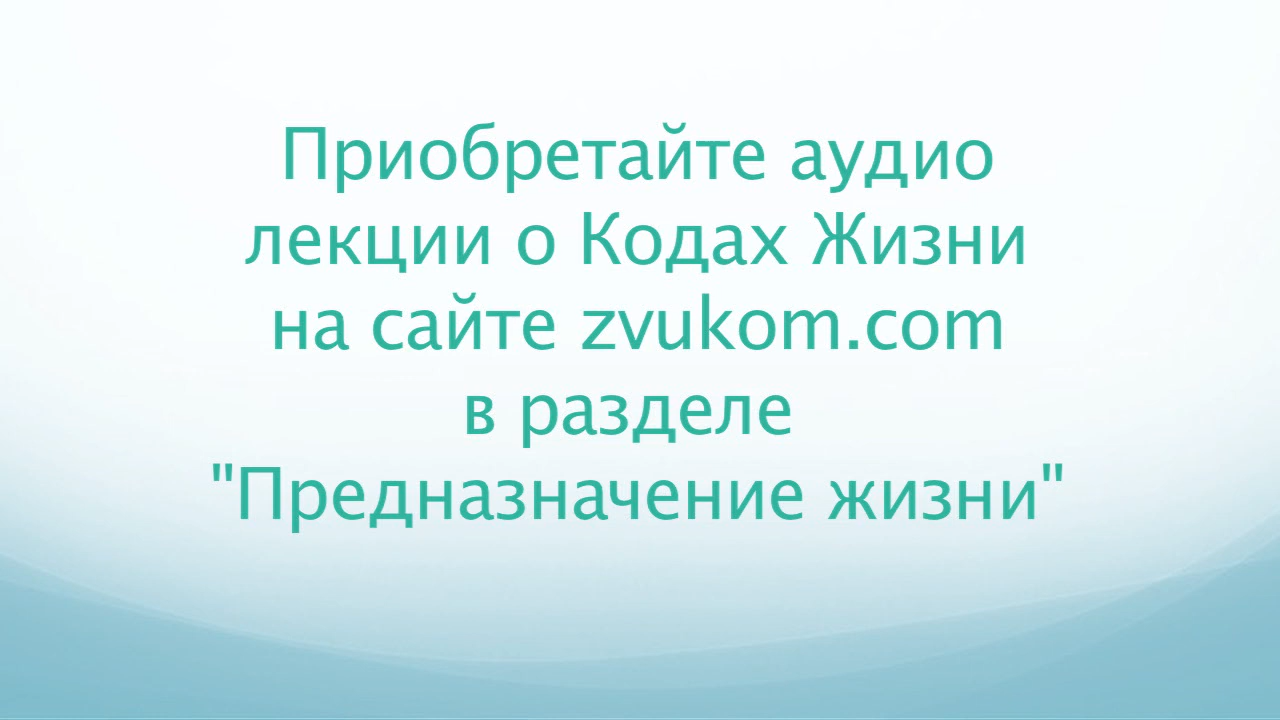 Приобретайте аудио
лекции о Кодах Жизни
на сайте zvukom.com
в разделе
"Предназначение жизни"